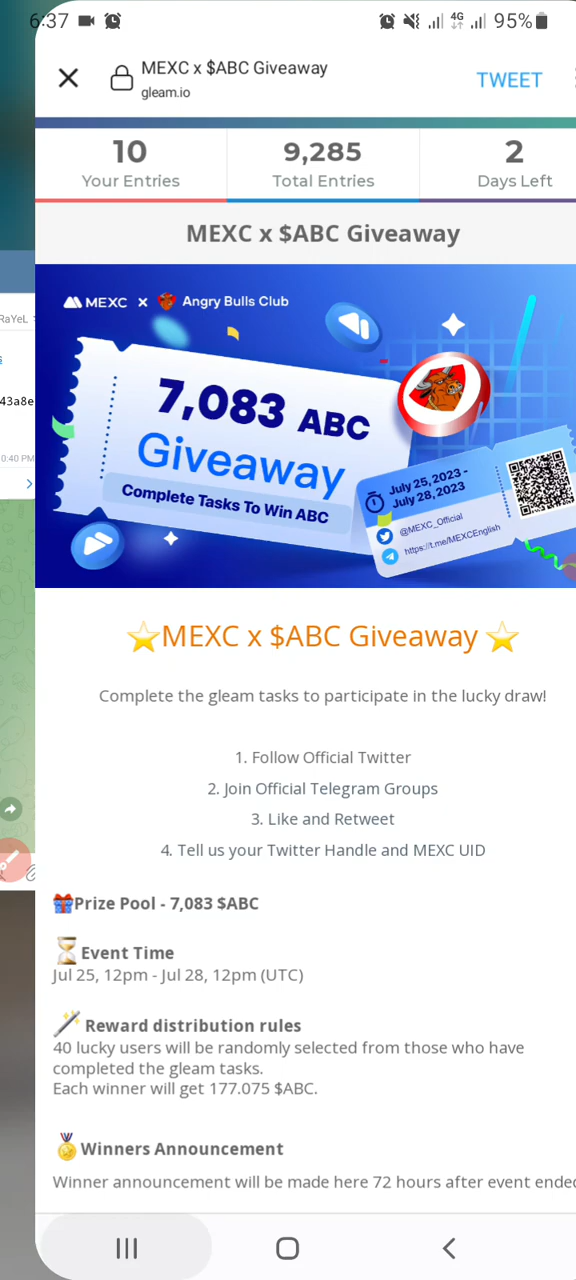 6:37
4G 95%
MEXC x $ABC Giveaway
gleam.io
TWEET
10
Your Entries
9,285
Total Entries
2
Days Left
MEXC x $ABC Giveaway
MEXC X Angry Bulls Club
7,083 ABC
Giveaway
Complete Tasks To Win ABC
July 25, 2023 -
July 28, 2023
@MEXC_Official
https://t.me/MEXCEnglish
RaYeL
s
43a8e
0:40 PM
⭐MEXC x $ABC Giveaway ⭐
Complete the gleam tasks to participate in the lucky draw!
1. Follow Official Twitter
2. Join Official Telegram Groups
3. Like and Retweet
4. Tell us your Twitter Handle and MEXC UID
🎁Prize Pool - 7,083 $ABC
⏳Event Time
Jul 25, 12pm - Jul 28, 12pm (UTC)
🪄 Reward distribution rules
40 lucky users will be randomly selected from those who have
completed the gleam tasks.
Each winner will get 177.075 $ABC.
🏅Winners Announcement
Winner announcement will be made here 72 hours after event ended